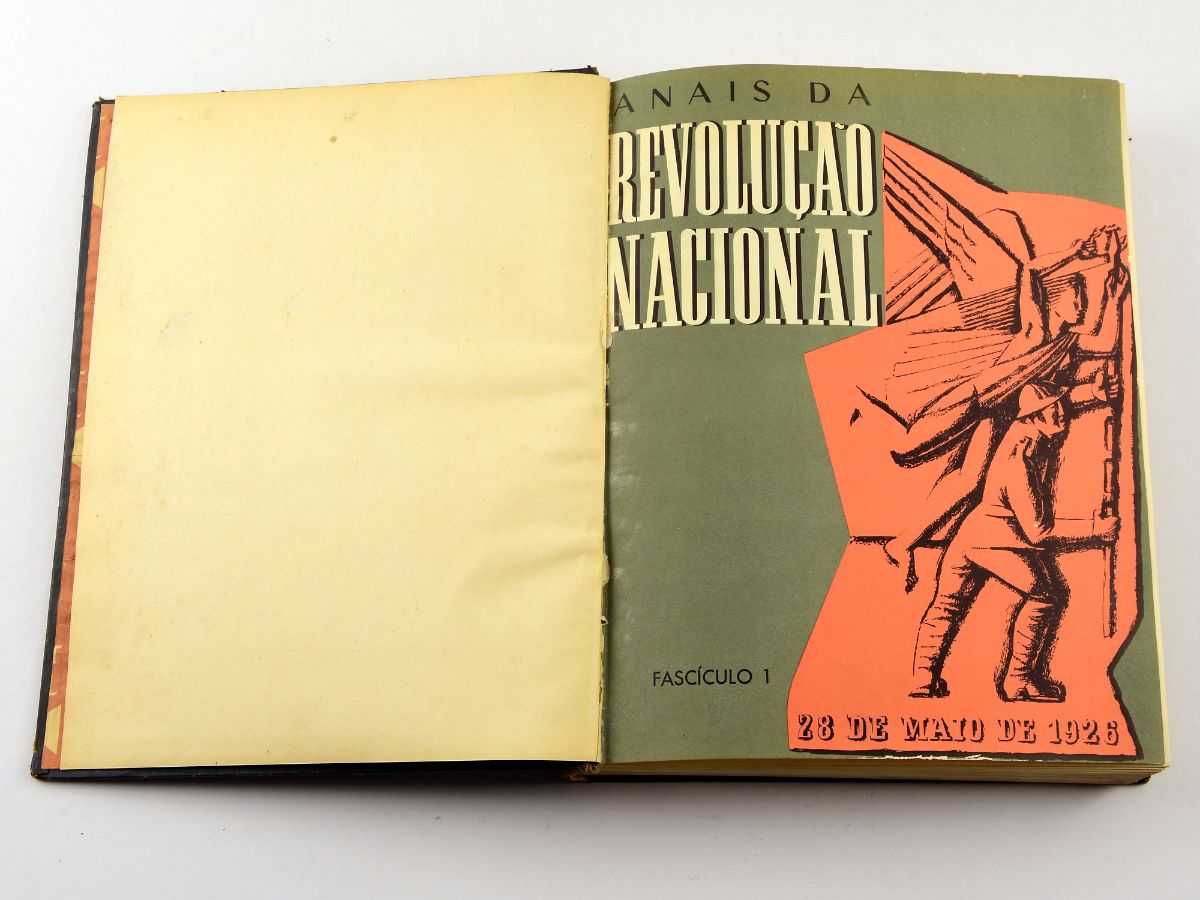 ANAIS DA
REVOLUÇÃO
NACIONAL
FASCÍCULO 1
28 DE MAIO DE 1926